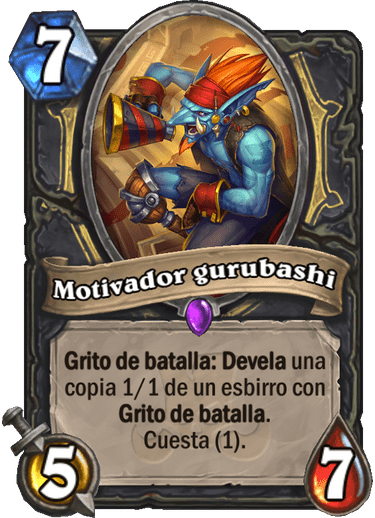 7
Motivador gurubashi
Grito de batalla: Devela una
copia 1/1 de un esbirro con
Grito de batalla.
Cuesta (1).
5
7